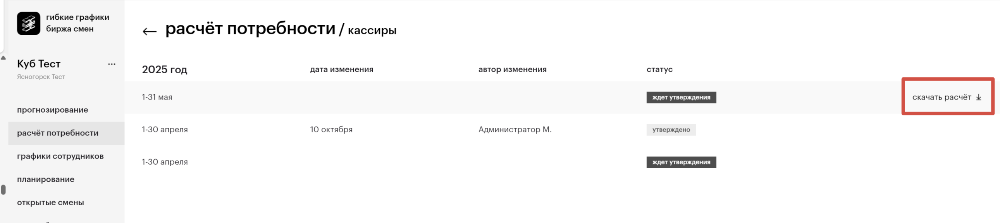 гибкие графики
биржа смен
Куб Тест ...
Ясногорск Тест
прогнозирование
расчёт потребности
графики сотрудников
планирование
открытые смены
← расчёт потребности / кассиры
2025 год дата изменения автор изменения статус
1-31 мая ждет утверждения скачать расчёт ↓
1-30 апреля 10 октября Администратор М. утверждено
1-30 апреля ждет утверждения